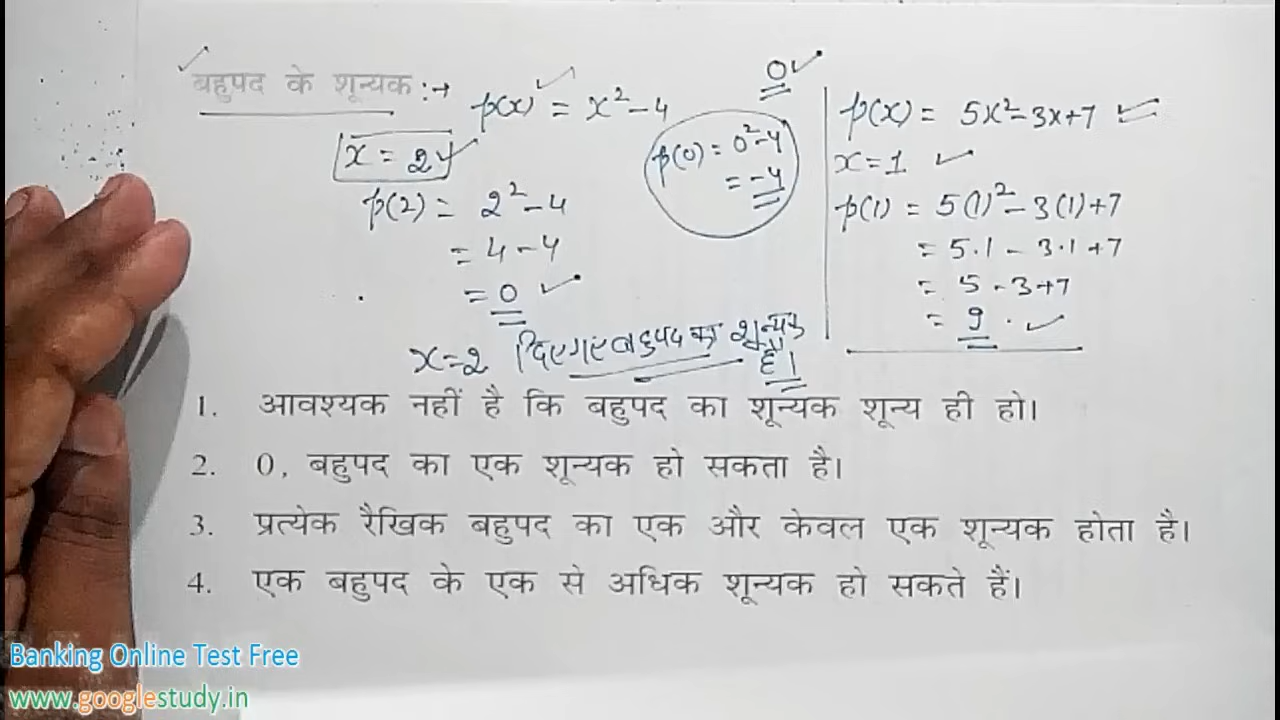 बहुपद के शून्यक :→
p(x) = x² - 4
x = 2
p(2) = 2² - 4
= 4 - 4
= 0
0
p(0) = 0² - 4
= -4
p(x) = 5x² - 3x + 7
x = 1
p(1) = 5(1)² - 3(1) + 7
= 5.1 - 3.1 + 7
= 5 - 3 + 7
= 9
x = 2 दिए गए बहुपद का शून्यक
है।
1. आवश्यक नहीं है कि बहुपद का शून्यक शून्य ही हो।
2. 0, बहुपद का एक शून्यक हो सकता है।
3. प्रत्येक रैखिक बहुपद का एक और केवल एक शून्यक होता है।
4. एक बहुपद के एक से अधिक शून्यक हो सकते हैं।
Banking Online Test Free
www.googlestudy.in